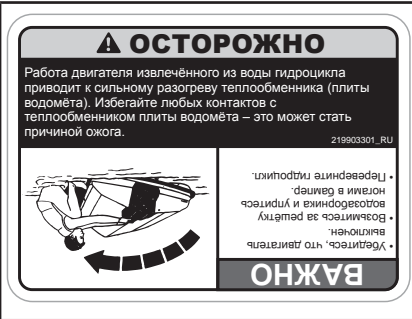 ОСТОРОЖНО
Работа двигателя извлечённого из воды гидроцикла
приводит к сильному разогреву теплообменника (плиты
водомёта). Избегайте любых контактов с
теплообменником плиты водомёта – это может стать
причиной ожога.
219903301_RU
ВАЖНО
• Убедитесь, что двигатель
выключен.
• Возьмитесь за решётку
водозаборника и упритесь
ногами в бампер.
• Переверните гидроцикл.